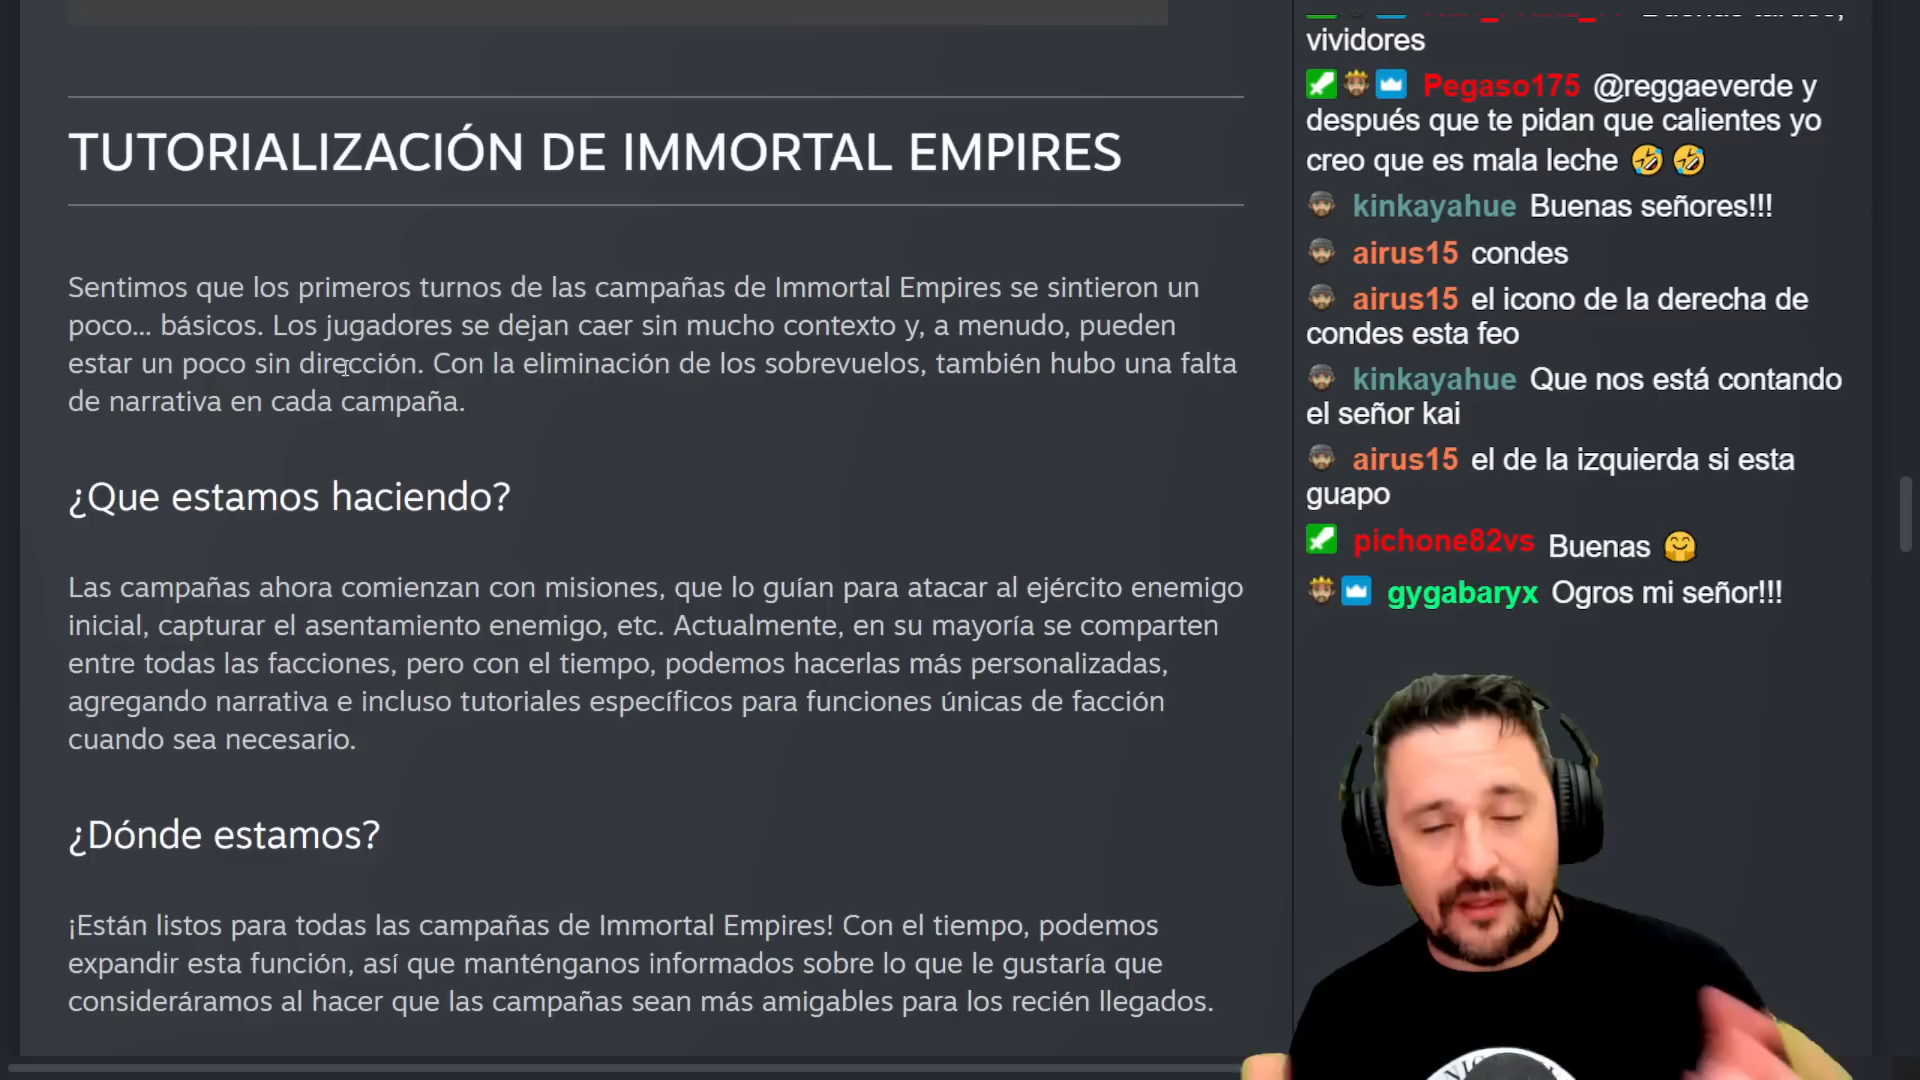 TUTORIALIZACIÓN DE IMMORTAL EMPIRES
Sentimos que los primeros turnos de las campañas de Immortal Empires se sintieron un
poco... básicos. Los jugadores se dejan caer sin mucho contexto y, a menudo, pueden
estar un poco sin dirección. Con la eliminación de los sobrevuelos, también hubo una falta
de narrativa en cada campaña.
¿Que estamos haciendo?
Las campañas ahora comienzan con misiones, que lo guían para atacar al ejército enemigo
inicial, capturar el asentamiento enemigo, etc. Actualmente, en su mayoría se comparten
entre todas las facciones, pero con el tiempo, podemos hacerlas más personalizadas,
agregando narrativa e incluso tutoriales específicos para funciones únicas de facción
cuando sea necesario.
¿Dónde estamos?
¡Están listos para todas las campañas de Immortal Empires! Con el tiempo, podemos
expandir esta función, así que manténganos informados sobre lo que le gustaría que
consideráramos al hacer que las campañas sean más amigables para los recién llegados.
vividores
Pegaso175 @reggaeverde y
después que te pidan que calientes yo
creo que es mala leche 🤣 🤣
kinkayahue Buenas señores!!!
airus15 condes
airus15 el icono de la derecha de
condes esta feo
kinkayahue Que nos está contando
el señor kai
airus15 el de la izquierda si esta
guapo
pichone82vs Buenas 🤗
gygabaryx Ogros mi señor!!!